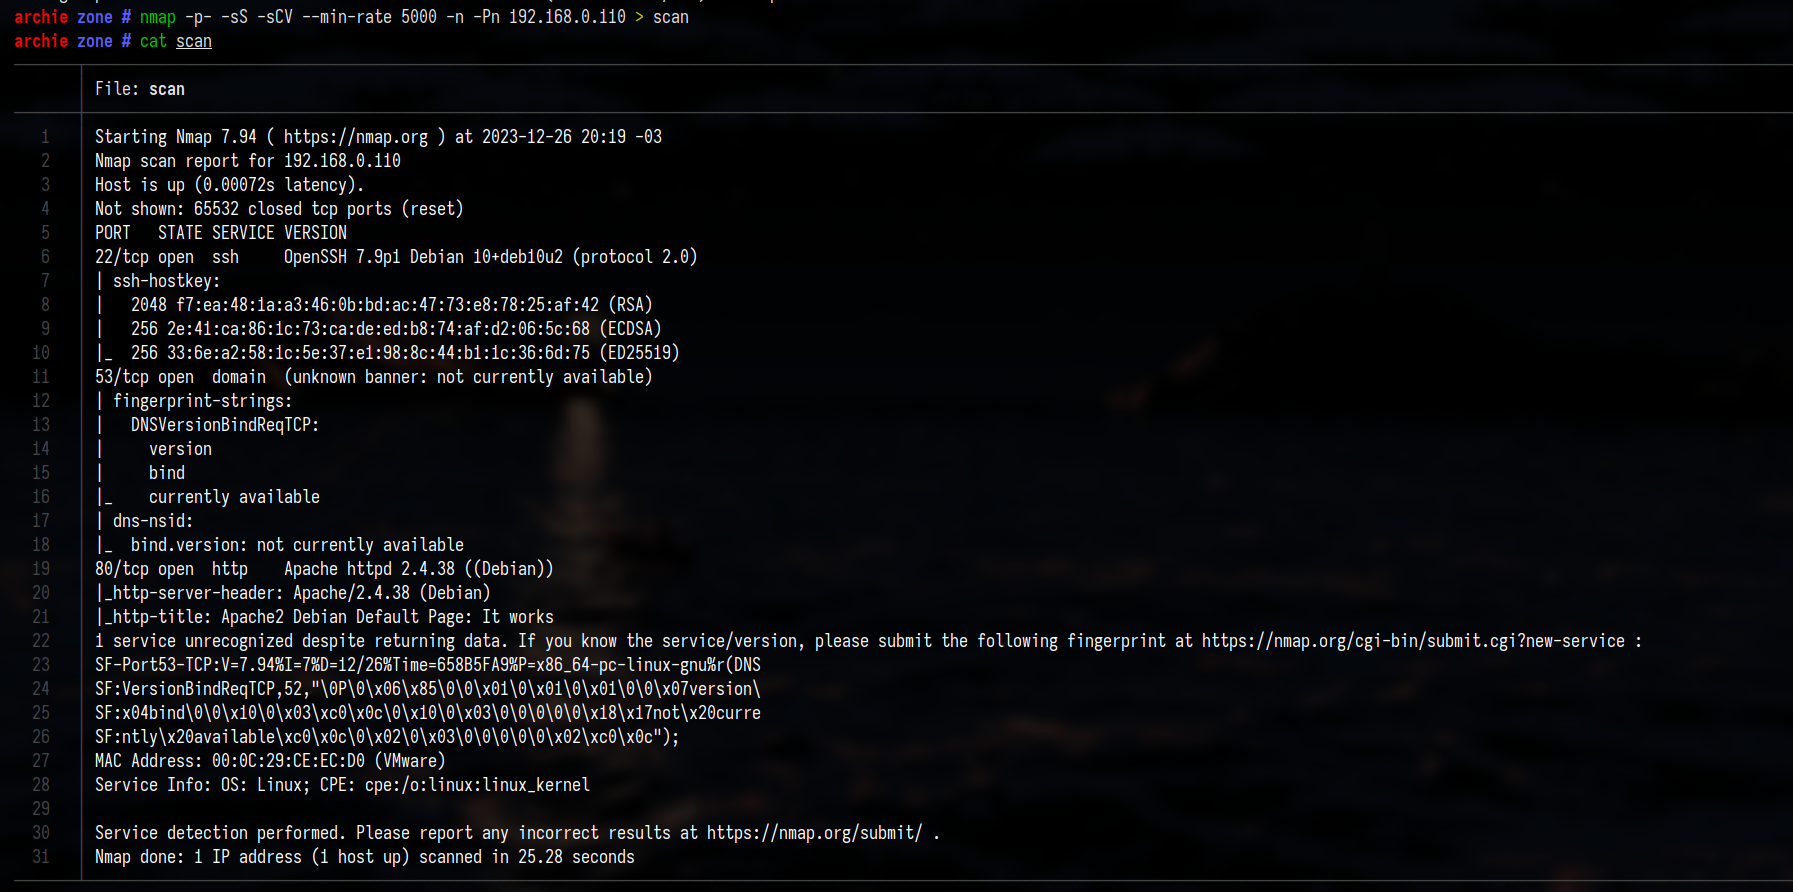 archie zone # nmap -p- -sS -sCV --min-rate 5000 -n -Pn 192.168.0.110 > scan
archie zone # cat scan
File: scan
1 Starting Nmap 7.94 ( https://nmap.org ) at 2023-12-26 20:19 -03
2 Nmap scan report for 192.168.0.110
3 Host is up (0.00072s latency).
4 Not shown: 65532 closed tcp ports (reset)
5 PORT   STATE SERVICE VERSION
6 22/tcp open  ssh     OpenSSH 7.9p1 Debian 10+deb10u2 (protocol 2.0)
7 | ssh-hostkey:
8 |   2048 f7:ea:48:1a:a3:46:0b:bd:ac:47:73:e8:78:25:af:42 (RSA)
9 |   256 2e:41:ca:86:1c:73:ca:de:ed:b8:74:af:d2:06:5c:68 (ECDSA)
10 |_  256 33:6e:a2:58:1c:5e:37:e1:98:8c:44:b1:1c:36:6d:75 (ED25519)
11 53/tcp open  domain  (unknown banner: not currently available)
12 | fingerprint-strings:
13 |   DNSVersionBindReqTCP:
14 |     version
15 |     bind
16 |_    currently available
17 | dns-nsid:
18 |_  bind.version: not currently available
19 80/tcp open  http    Apache httpd 2.4.38 ((Debian))
20 |_http-server-header: Apache/2.4.38 (Debian)
21 |_http-title: Apache2 Debian Default Page: It works
22 1 service unrecognized despite returning data. If you know the service/version, please submit the following fingerprint at https://nmap.org/cgi-bin/submit.cgi?new-service :
23 SF-Port53-TCP:V=7.94%I=7%D=12/26%Time=658B5FA9%P=x86_64-pc-linux-gnu%r(DNS
24 SF:VersionBindReqTCP,52,"\0P\0\x06\x85\0\0\x01\0\x01\0\x01\0\0\x07version\
25 SF:x04bind\0\0\x10\0\x03\xc0\x0c\0\x10\0\x03\0\0\0\0\0\x18\x17not\x20curre
26 SF:ntly\x20available\xc0\x0c\0\x02\0\x03\0\0\0\0\0\x02\xc0\x0c");
27 MAC Address: 00:0C:29:CE:EC:D0 (VMware)
28 Service Info: OS: Linux; CPE: cpe:/o:linux:linux_kernel
29
30 Service detection performed. Please report any incorrect results at https://nmap.org/submit/ .
31 Nmap done: 1 IP address (1 host up) scanned in 25.28 seconds